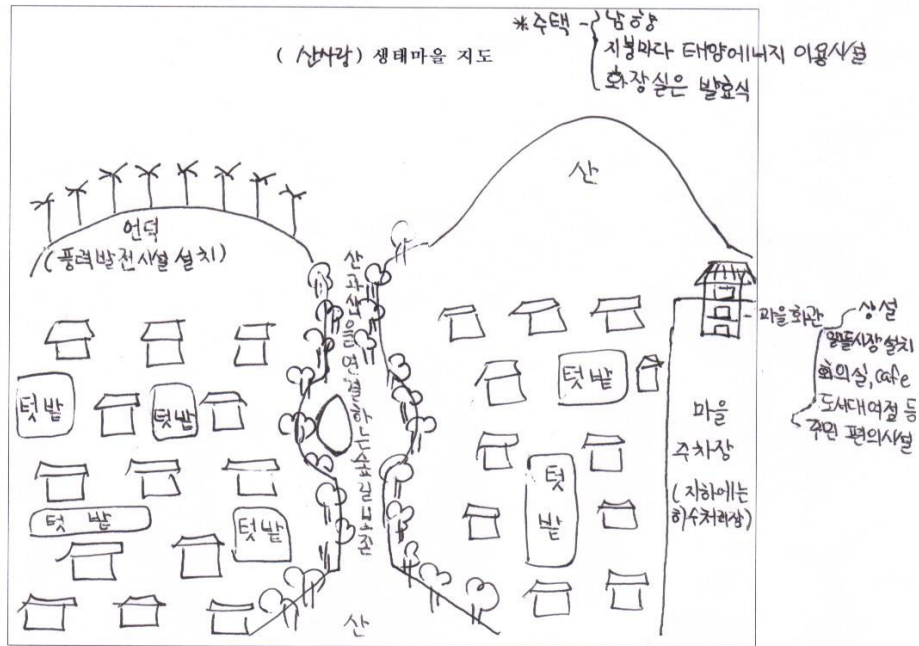 *주택 - 남향
지붕마다 태양에너지 이용시설
화장실은 발효식
(산사랑) 생태마을 지도
산
언덕
(풍력발전시설 설치)
산과산을연결하는숲길보존
마을회관
상설
알뜰시장설치
회의실, cafe
도서대여점 등
주민 편의시설
텃밭
텃밭
텃밭
텃밭
텃밭
텃밭
마을
주차장
(지하에는
하수처리장)
산